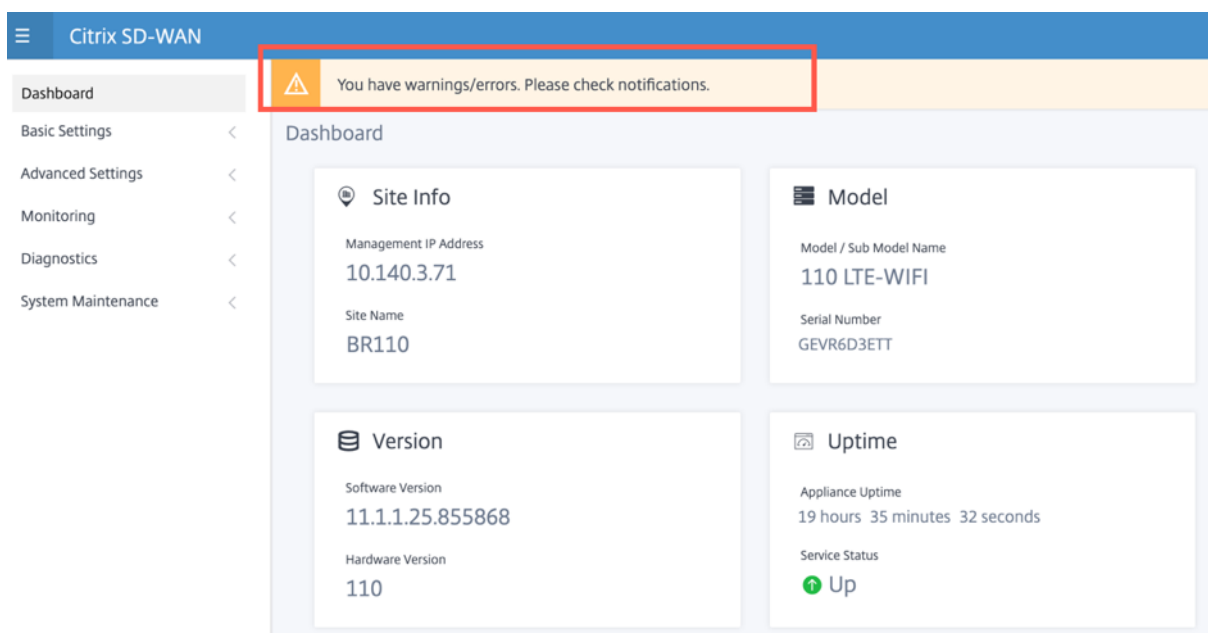 Citrix SD-WAN
You have warnings/errors. Please check notifications.
Dashboard
Basic Settings
Advanced Settings
Monitoring
Diagnostics
System Maintenance
Dashboard
Site Info
Management IP Address
10.140.3.71
Site Name
BR110
Model
Model / Sub Model Name
110 LTE-WIFI
Serial Number
GEVR6D3ETT
Version
Software Version
11.1.1.25.855868
Hardware Version
110
Uptime
Appliance Uptime
19 hours 35 minutes 32 seconds
Service Status
Up